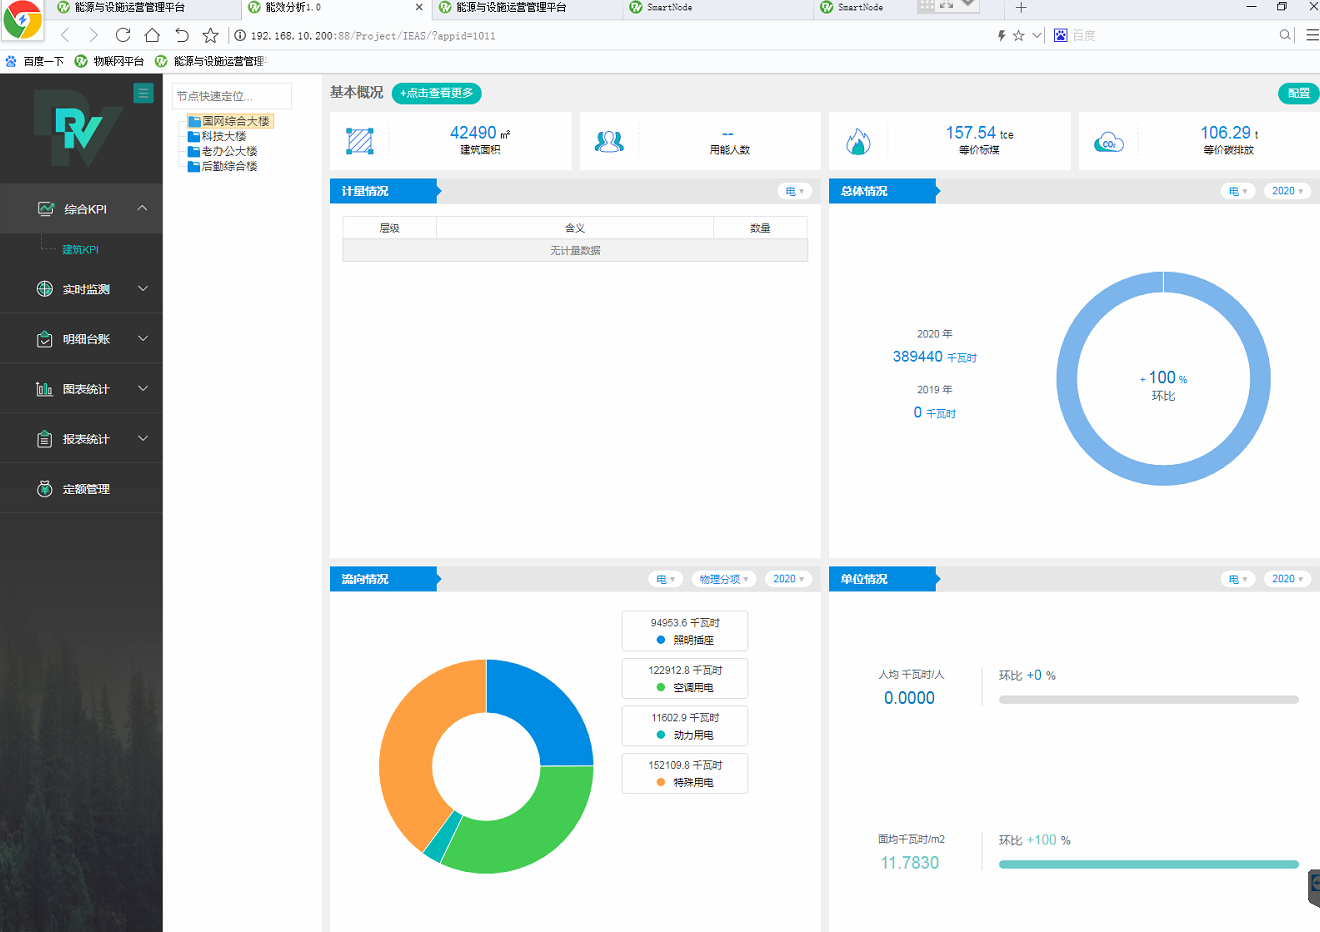 能源与设施运营管理平台
能效分析1.0
能源与设施运营管理平台
SmartNode
SmartNode
192.168.10.200:88/Project/IEAS/?appid=1011
百度
百度一下
物联网平台
能源与设施运营管理
节点快速定位...
国网综合大楼
科技大楼
老办公大楼
后勤综合楼
综合KPI
建筑KPI
实时监测
明细台账
图表统计
报表统计
定额管理
基本概况
+点击查看更多
配置
42490 ㎡
建筑面积
--
用能人数
157.54 tce
等价标煤
CO₂
106.29 t
等价碳排放
计量情况
电
层级 含义 数量
无计量数据
总体情况
电
2020
2020 年
389440 千瓦时
2019 年
0 千瓦时
+ 100 %
环比
流向情况
电
物理分项
2020
94953.6 千瓦时
照明插座
122912.8 千瓦时
空调用电
11602.9 千瓦时
动力用电
152109.8 千瓦时
特殊用电
单位情况
电
2020
人均 千瓦时/人
0.0000
环比 +0 %
面均千瓦时/m2
11.7830
环比 +100 %